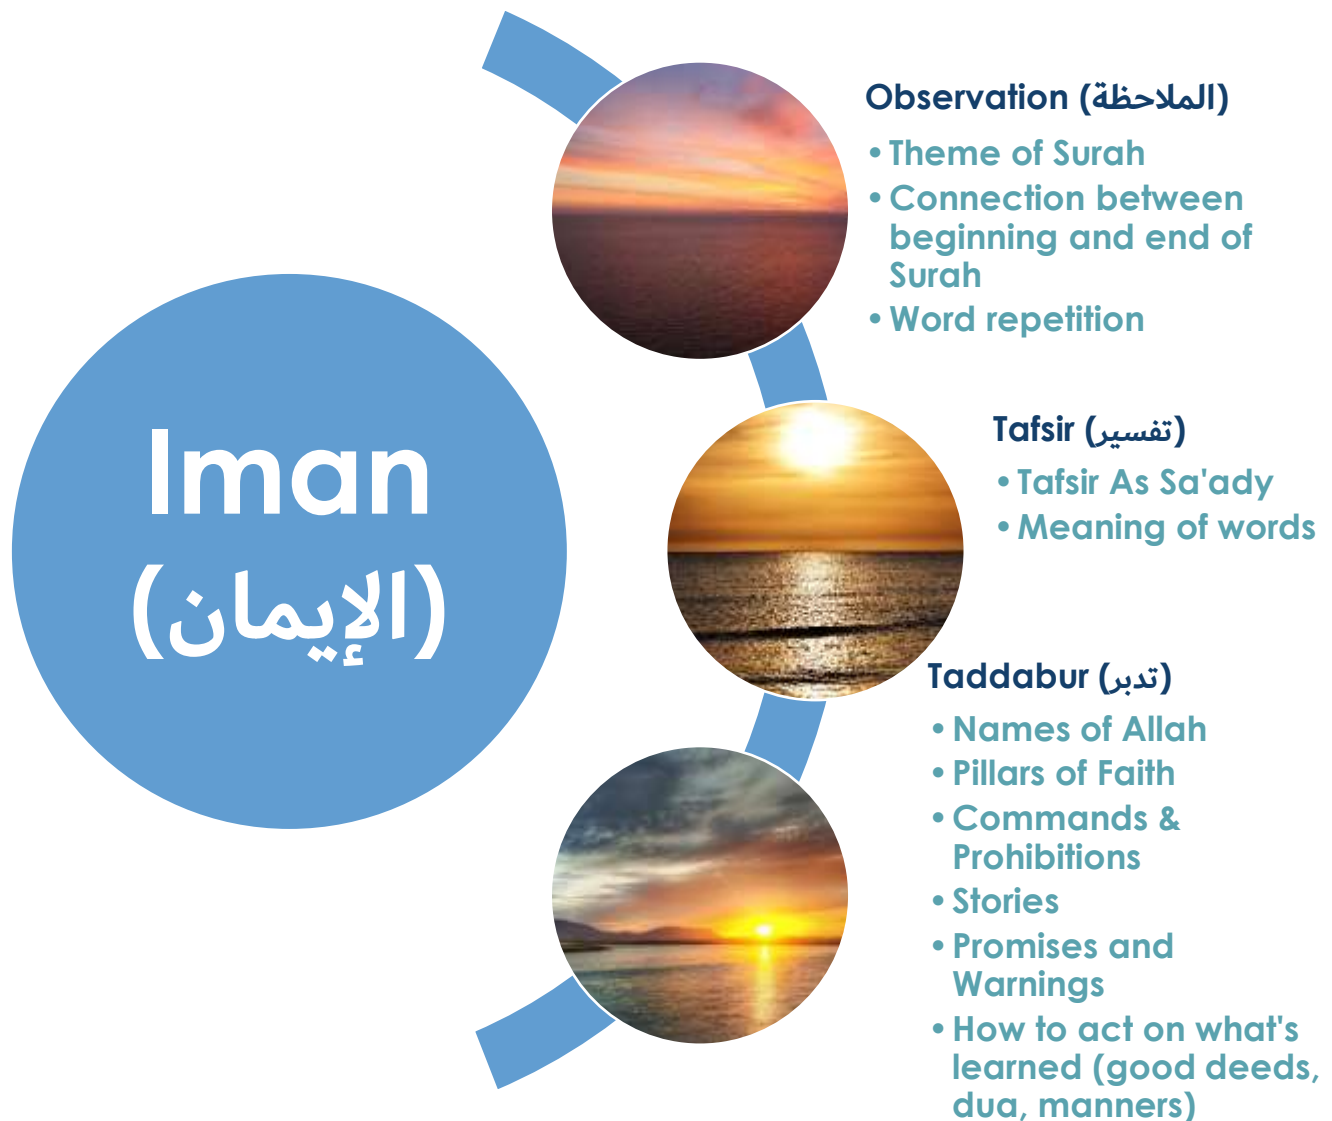 Iman
(الإيمان)
Observation (الملاحظة)
• Theme of Surah
• Connection between
beginning and end of
Surah
• Word repetition
Tafsir (تفسير)
• Tafsir As Sa'ady
• Meaning of words
Taddabur (تدبر)
• Names of Allah
• Pillars of Faith
• Commands &
Prohibitions
• Stories
• Promises and
Warnings
• How to act on what's
learned (good deeds,
dua, manners)